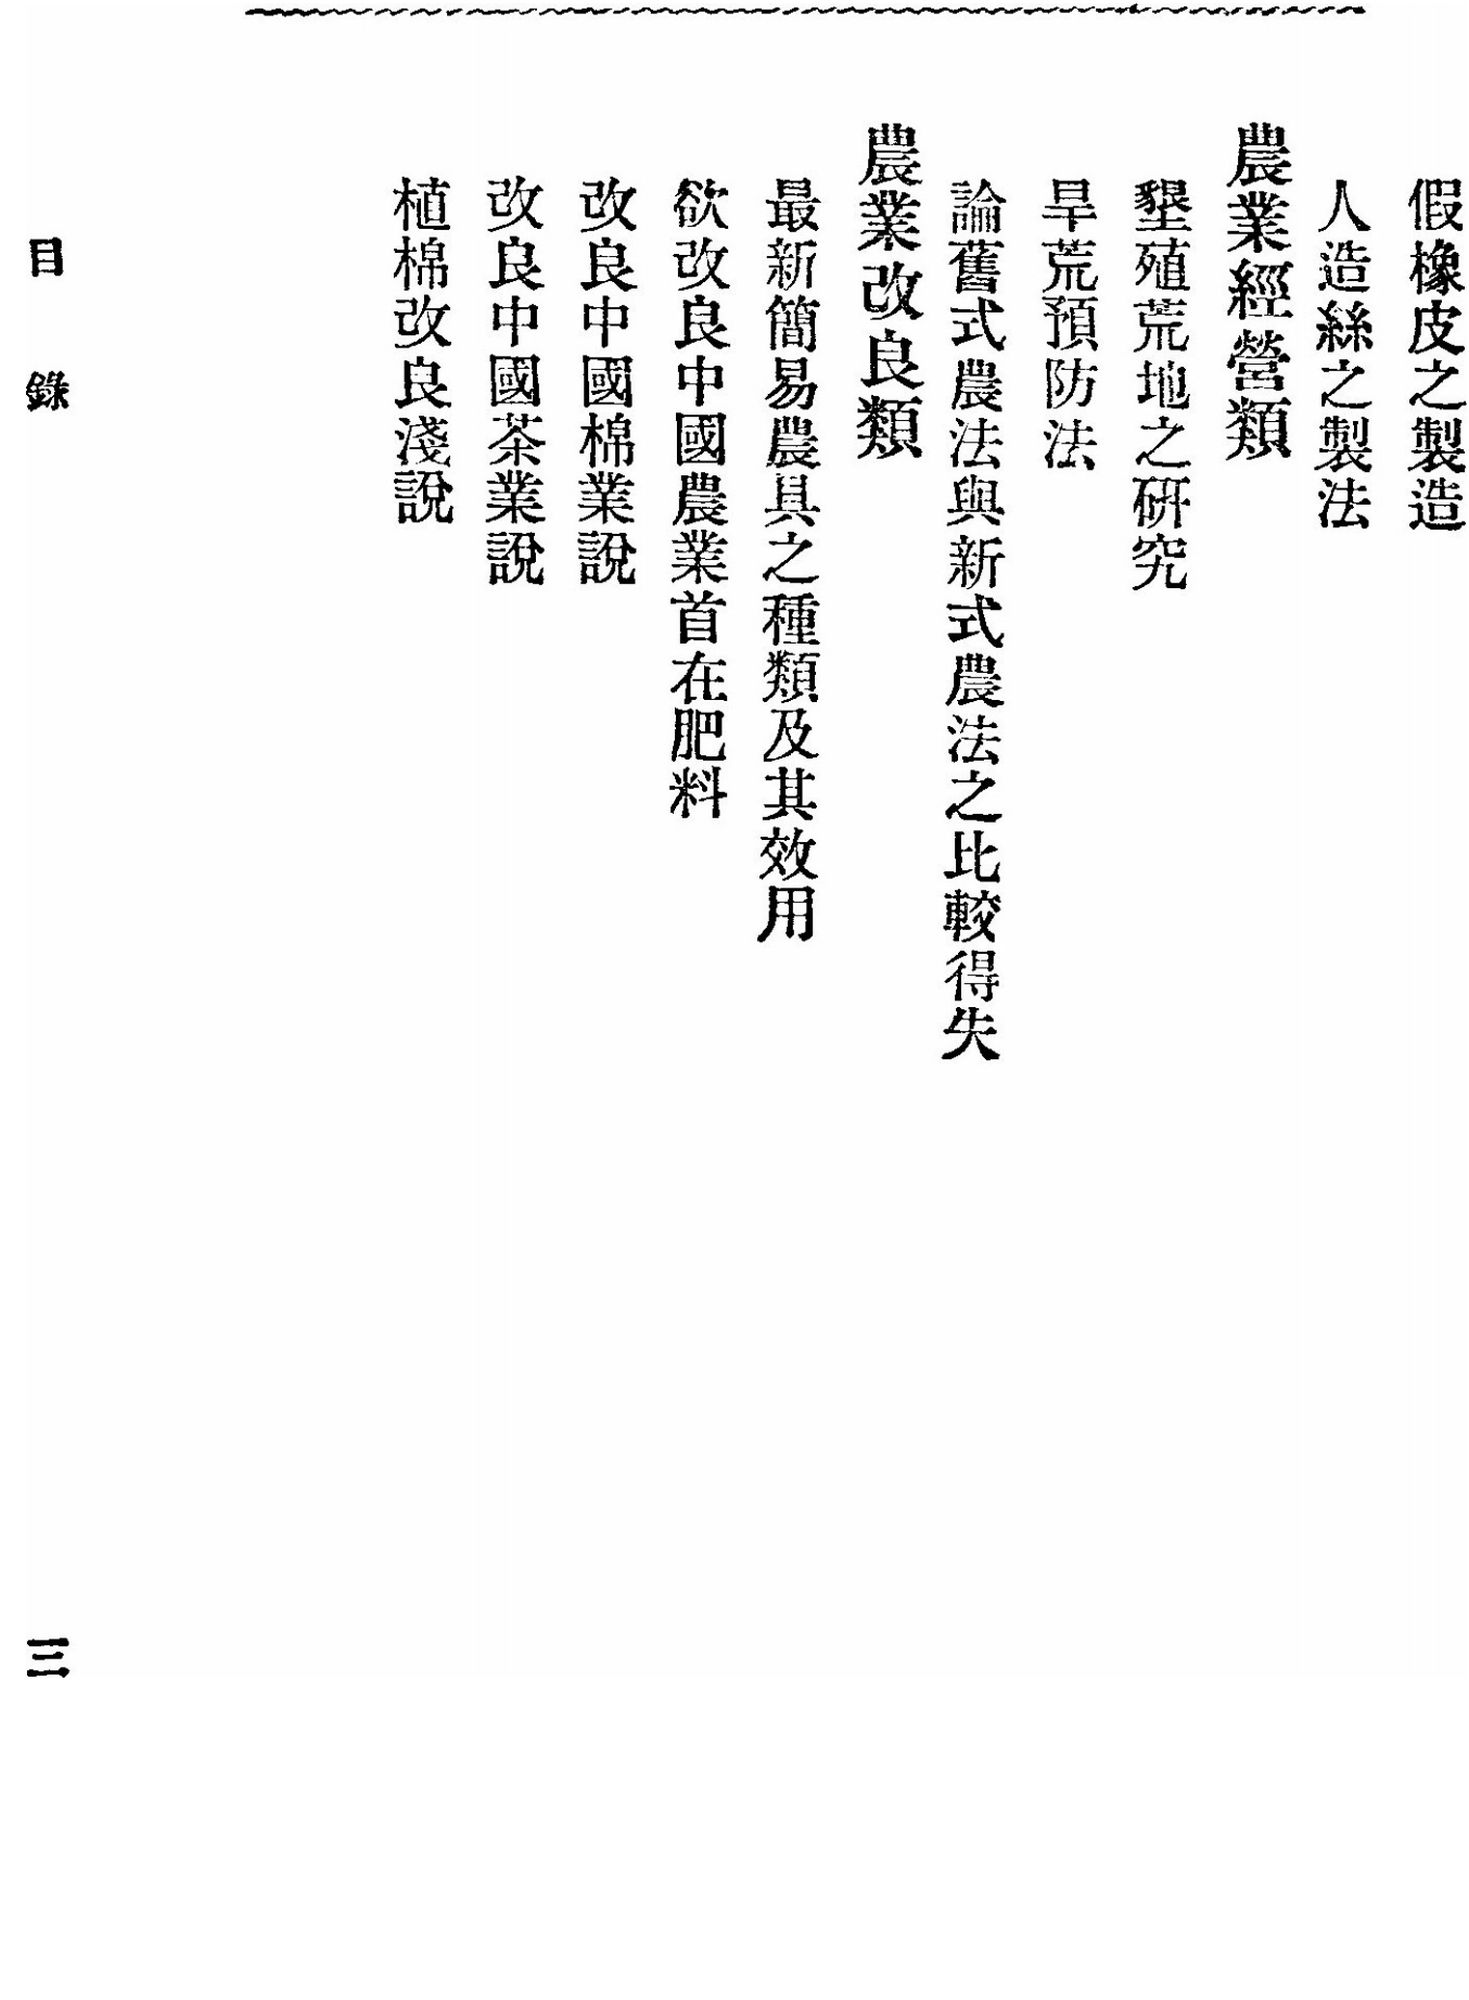 假橡皮之製造
人造絲之製法
農業經營類
墾殖荒地之研究
旱荒預防法
論舊式農法與新式農法之比較得失
農業改良類
最新簡易農具之種類及其效用
欲改良中國農業首在肥料
改良中國棉業說
改良中國茶業說
植棉改良淺說
目錄
三